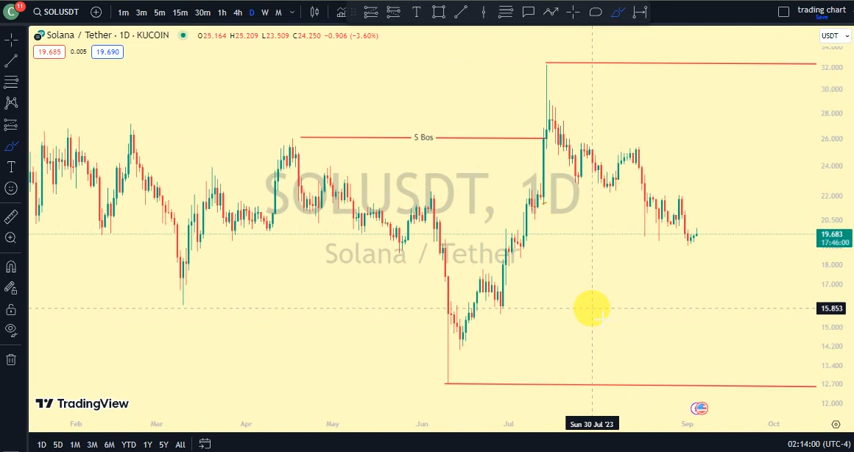 C 11 SOLUSDT 1m 3m 5m 15m 30m 1h 4h D W M trading chart
Save
Solana / Tether · 1D · KUCOIN O25.164 H25.209 L23.509 C24.250 -0.906 (-3.60%) USDT
19.685 0.005 19.690
34.000
32.000
30.000
28.000
S Bos 26.000
24.000
SOLUSDT, 1D
22.000
20.500
19.683
17:46:00
Solana / Tether
18.000
17.000
15.853
15.000
14.200
13.400
12.700
12.000
TradingView
Feb Mar Apr May Jun Jul Sun 30 Jul '23 Sep Oct
1D 5D 1M 3M 6M YTD 1Y 5Y All 02:14:00 (UTC-4)